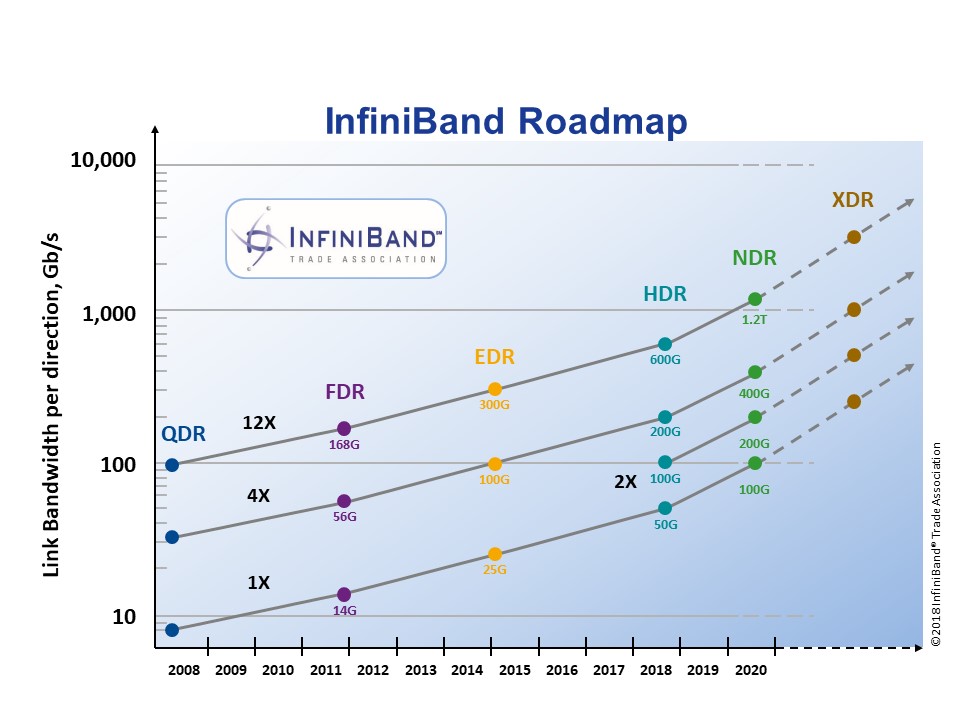 InfiniBand Roadmap
10,000
1,000
100
10
Link Bandwidth per direction, Gb/s
INFINIBAND™
TRADE ASSOCIATION
QDR
FDR
EDR
HDR
NDR
XDR
12X
168G
300G
600G
1.2T
4X
56G
100G
200G
400G
2X
100G
200G
1X
14G
25G
50G
100G
2008 2009 2010 2011 2012 2013 2014 2015 2016 2017 2018 2019 2020
©2018 InfiniBand® Trade Association